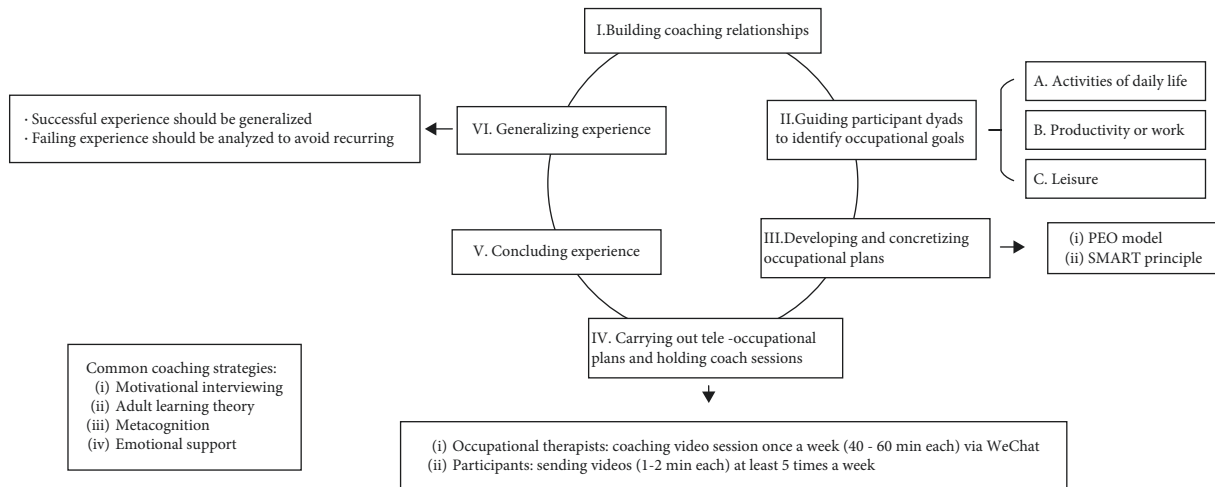 I.Building coaching relationships
II.Guiding participant dyads
to identify occupational goals
A. Activities of daily life
B. Productivity or work
C. Leisure
III.Developing and concretizing
occupational plans
(i) PEO model
(ii) SMART principle
IV. Carrying out tele -occupational
plans and holding coach sessions
(i) Occupational therapists: coaching video session once a week (40 - 60 min each) via WeChat
(ii) Participants: sending videos (1-2 min each) at least 5 times a week
V. Concluding experience
VI. Generalizing experience
· Successful experience should be generalized
· Failing experience should be analyzed to avoid recurring
Common coaching strategies:
(i) Motivational interviewing
(ii) Adult learning theory
(iii) Metacognition
(iv) Emotional support